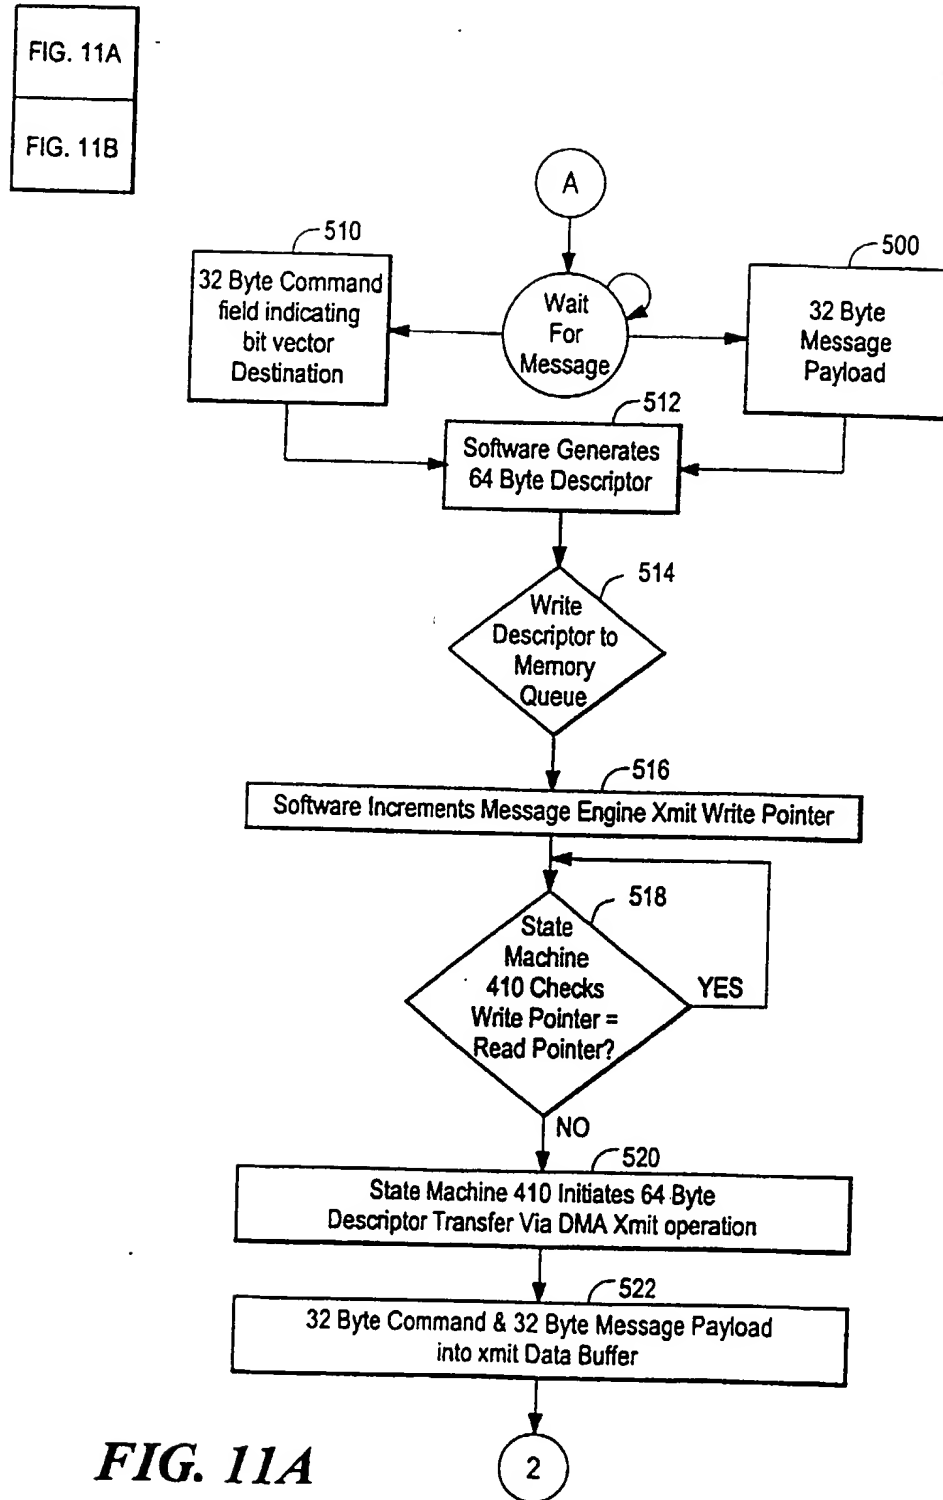 FIG. 11A
FIG. 11B
A
510
32 Byte Command
field indicating
bit vector
Destination
Wait
For
Message
500
32 Byte
Message
Payload
512
Software Generates
64 Byte Descriptor
514
Write
Descriptor to
Memory
Queue
516
Software Increments Message Engine Xmit Write Pointer
518
State
Machine
410 Checks
Write Pointer =
Read Pointer?
YES
NO
520
State Machine 410 Initiates 64 Byte
Descriptor Transfer Via DMA Xmit operation
522
32 Byte Command & 32 Byte Message Payload
into xmit Data Buffer
2
FIG. 11A